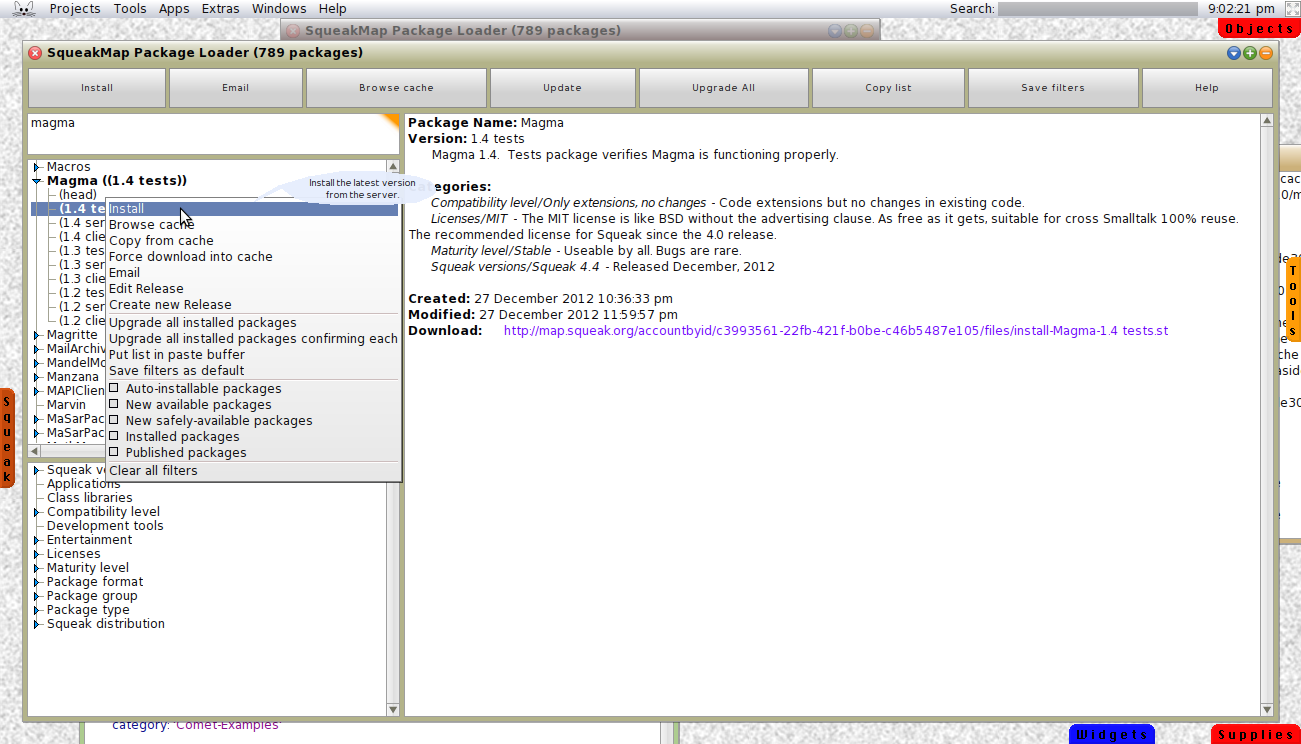 Projects Tools Apps Extras Windows Help Search: 9:02:21 pm
SqueakMap Package Loader (789 packages)
Objects
SqueakMap Package Loader (789 packages)
Install Email Browse cache Update Upgrade All Copy list Save filters Help
magma
Macros
Magma ((1.4 tests))
(head)
(1.4 te
(1.4 ser
(1.4 clie
(1.3 tes
(1.3 ser
(1.3 clie
(1.2 tes
(1.2 ser
(1.2 clie
Magritte
MailArchiv
MandelMo
Manzana
MAPIClien
Marvin
MaSarPac
MaSarPac
Install the latest version
from the server.
Install
Browse cache
Copy from cache
Force download into cache
Email
Edit Release
Create new Release
Upgrade all installed packages
Upgrade all installed packages confirming each
Put list in paste buffer
Save filters as default
Auto-installable packages
New available packages
New safely-available packages
Installed packages
Published packages
Clear all filters
Squeak ve
Applications
Class libraries
Compatibility level
Development tools
Entertainment
Licenses
Maturity level
Package format
Package group
Package type
Squeak distribution
Package Name: Magma
Version: 1.4 tests
Magma 1.4. Tests package verifies Magma is functioning properly.
egories:
Compatibility level/Only extensions, no changes - Code extensions but no changes in existing code.
Licenses/MIT - The MIT license is like BSD without the advertising clause. As free as it gets, suitable for cross Smalltalk 100% reuse.
The recommended license for Squeak since the 4.0 release.
Maturity level/Stable - Useable by all. Bugs are rare.
Squeak versions/Squeak 4.4 - Released December, 2012
Created: 27 December 2012 10:36:33 pm
Modified: 27 December 2012 11:59:57 pm
Download: http://map.squeak.org/accountbyid/c3993561-22fb-421f-b0be-c46b5487e105/files/install-Magma-1.4 tests.st
cac
0/m
Tools
che
aside
e30
Squeak
category: 'Comet-Examples'
Widgets
Supplies